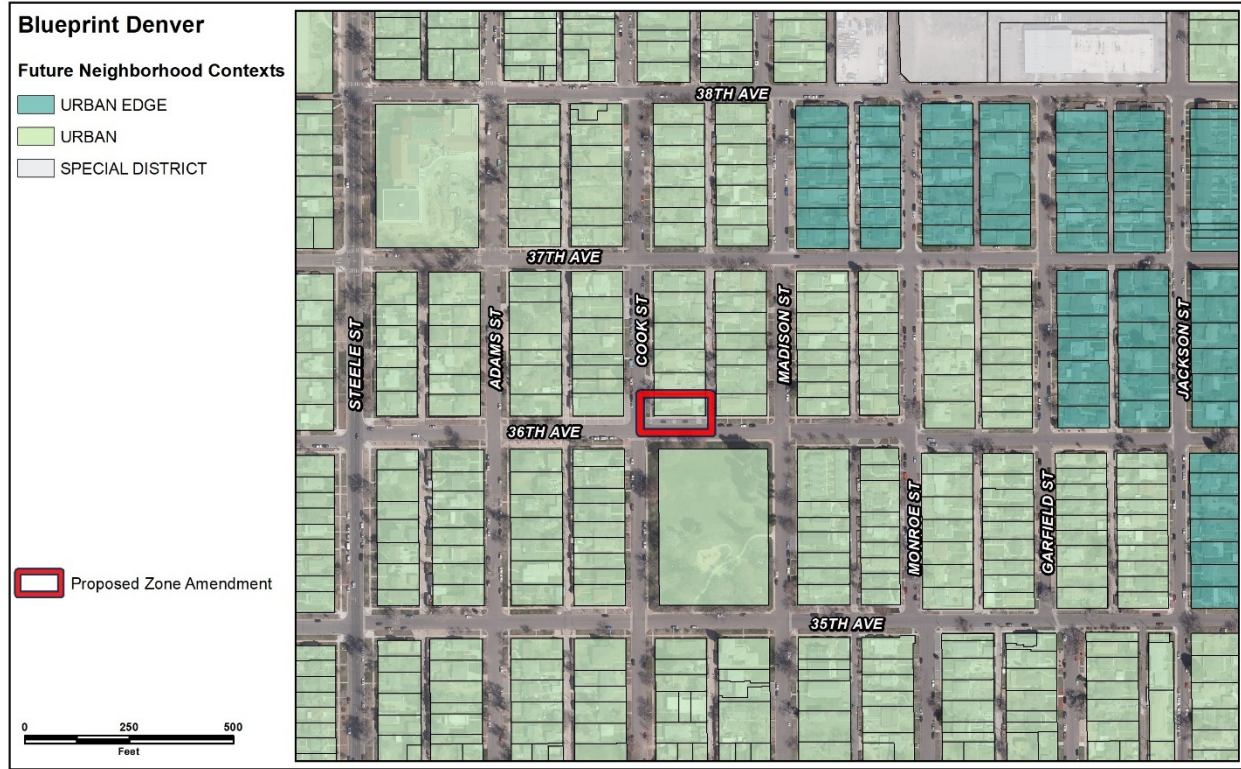 Blueprint Denver
Future Neighborhood Contexts
URBAN EDGE
URBAN
SPECIAL DISTRICT
Proposed Zone Amendment
0 250 500
Feet
38TH AVE
37TH AVE
STEELE ST
ADAMS ST
COOK ST
MADISON ST
JACKSON ST
36TH AVE
MONROE ST
GARFIELD ST
35TH AVE